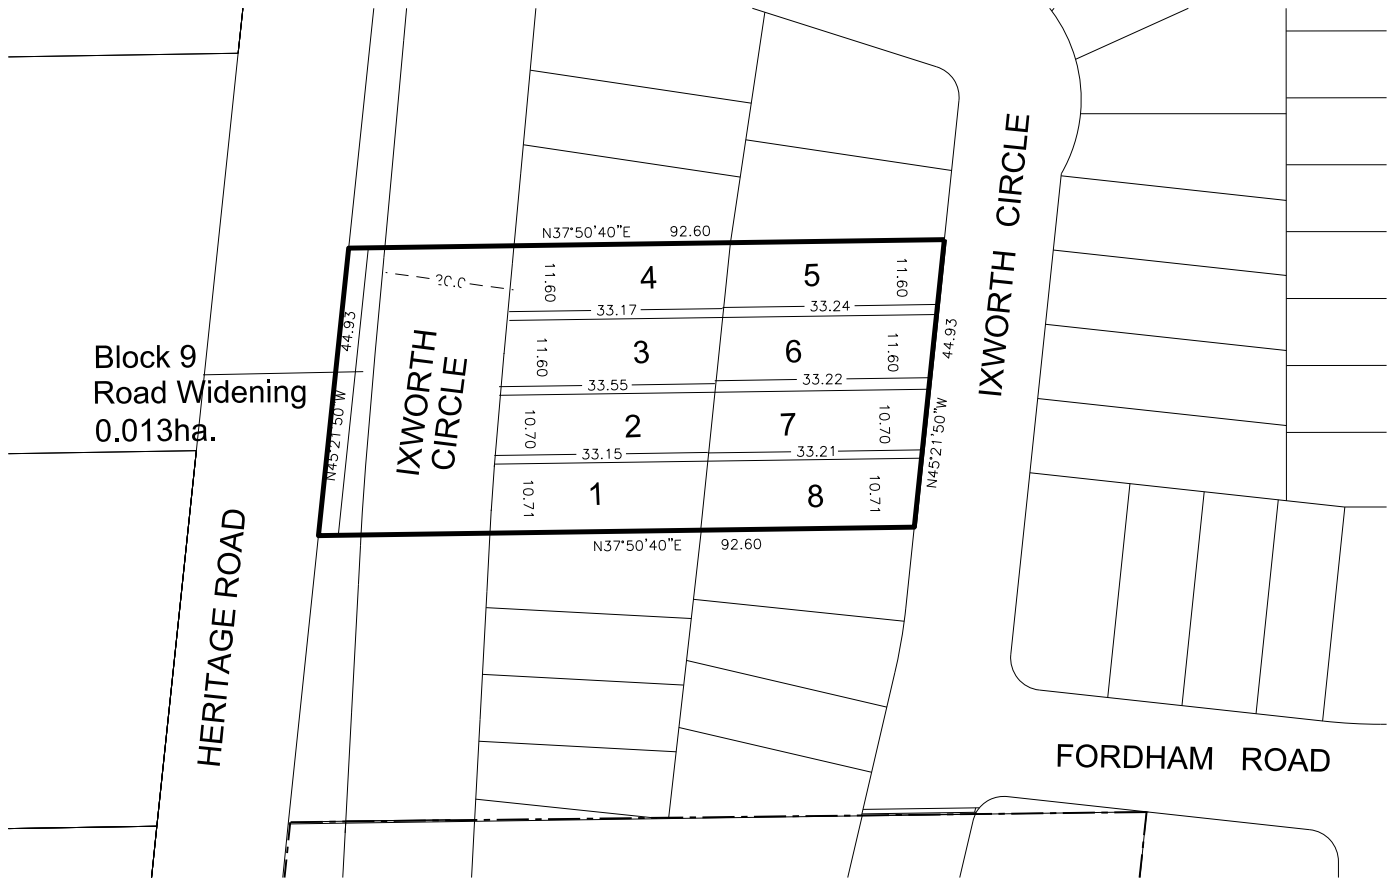 N37°50'40"E 92.60
20.0
11.60
4
5
11.60
33.17
33.24
44.93
11.60
3
6
11.60
44.93
33.55
33.22
Block 9
Road Widening
0.013ha.
IXWORTH
CIRCLE
IXWORTH CIRCLE
N45°21'50"W
10.70
2
7
10.70
N45°21'50"W
33.15
33.21
10.71
1
8
10.71
N37°50'40"E 92.60
HERITAGE ROAD
FORDHAM ROAD